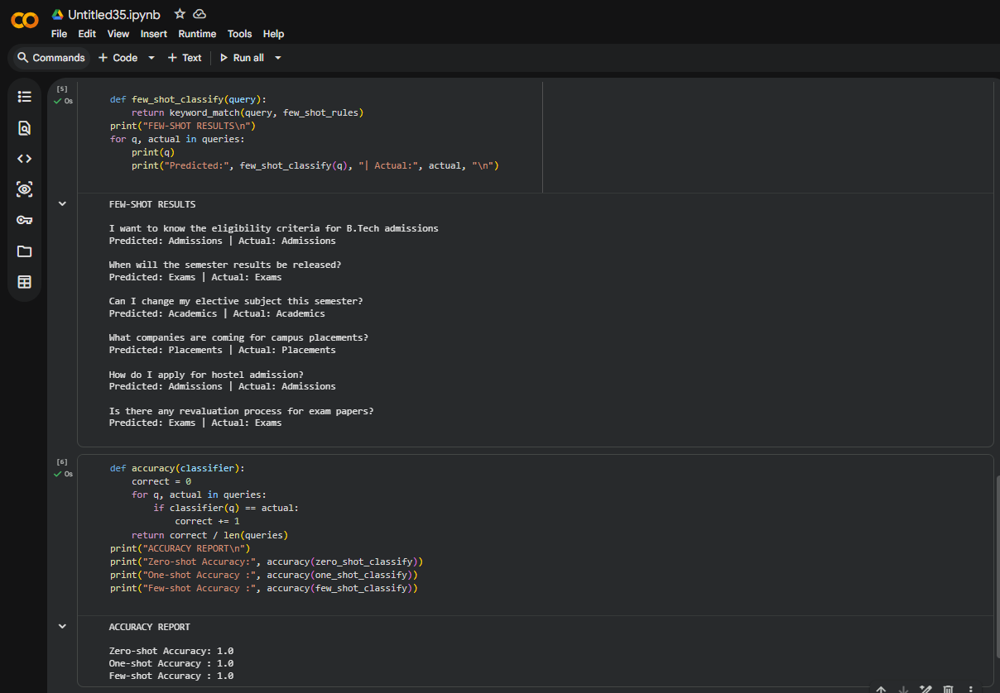 Untitled35.ipynb
File Edit View Insert Runtime Tools Help
Commands + Code + Text Run all
[5]
0s
def few_shot_classify(query):
    return keyword_match(query, few_shot_rules)
print("FEW-SHOT RESULTS\n")
for q, actual in queries:
    print(q)
    print("Predicted:", few_shot_classify(q), "| Actual:", actual, "\n")
FEW-SHOT RESULTS
I want to know the eligibility criteria for B.Tech admissions
Predicted: Admissions | Actual: Admissions
When will the semester results be released?
Predicted: Exams | Actual: Exams
Can I change my elective subject this semester?
Predicted: Academics | Actual: Academics
What companies are coming for campus placements?
Predicted: Placements | Actual: Placements
How do I apply for hostel admission?
Predicted: Admissions | Actual: Admissions
Is there any revaluation process for exam papers?
Predicted: Exams | Actual: Exams
[6]
0s
def accuracy(classifier):
    correct = 0
    for q, actual in queries:
        if classifier(q) == actual:
            correct += 1
    return correct / len(queries)
print("ACCURACY REPORT\n")
print("Zero-shot Accuracy:", accuracy(zero_shot_classify))
print("One-shot Accuracy :", accuracy(one_shot_classify))
print("Few-shot Accuracy :", accuracy(few_shot_classify))
ACCURACY REPORT
Zero-shot Accuracy: 1.0
One-shot Accuracy : 1.0
Few-shot Accuracy : 1.0